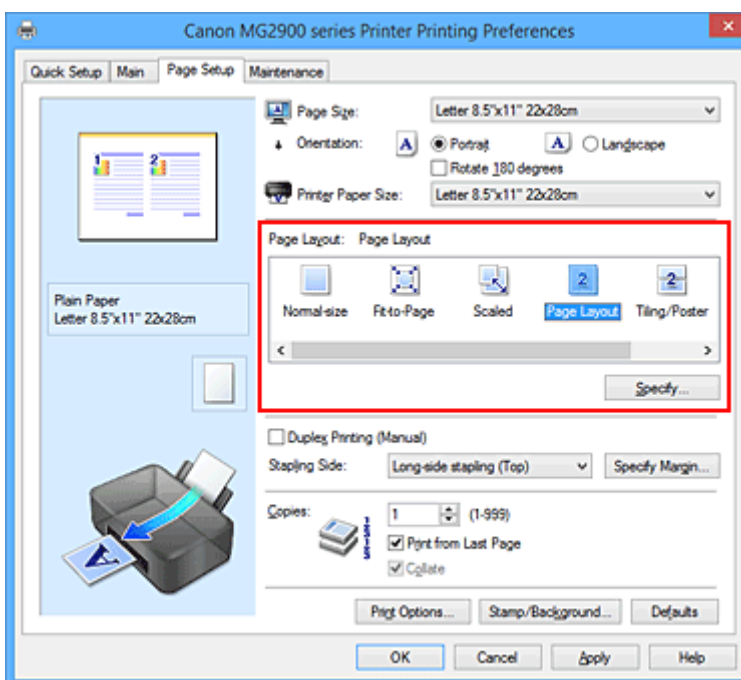 Canon MG2900 series Printer Printing Preferences
Quick Setup Main Page Setup Maintenance
1 2
Plain Paper
Letter 8.5"x11" 22x28cm
A
Page Size: Letter 8.5"x11" 22x28cm
Orientation: A Portrait A Landscape
Rotate 180 degrees
Printer Paper Size: Letter 8.5"x11" 22x28cm
Page Layout: Page Layout
2 2
Normal-size Fit-to-Page Scaled Page Layout Tiling/Poster
Specify...
Duplex Printing (Manual)
Stapling Side: Long-side stapling (Top) Specify Margin...
Copies: 1 (1-999)
Print from Last Page
Collate
Print Options... Stamp/Background... Defaults
OK Cancel Apply Help